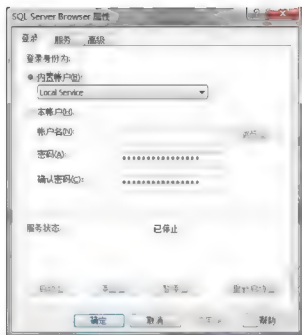 SQL Server Browser 属性
登录 服务 高级
登录身份为:
内置帐户(B):
Local Service
本帐户(H)
帐户名(N)
密码(A): ****************
确认密码(C): ****************
服务状态 已停止
确定 取消 帮助